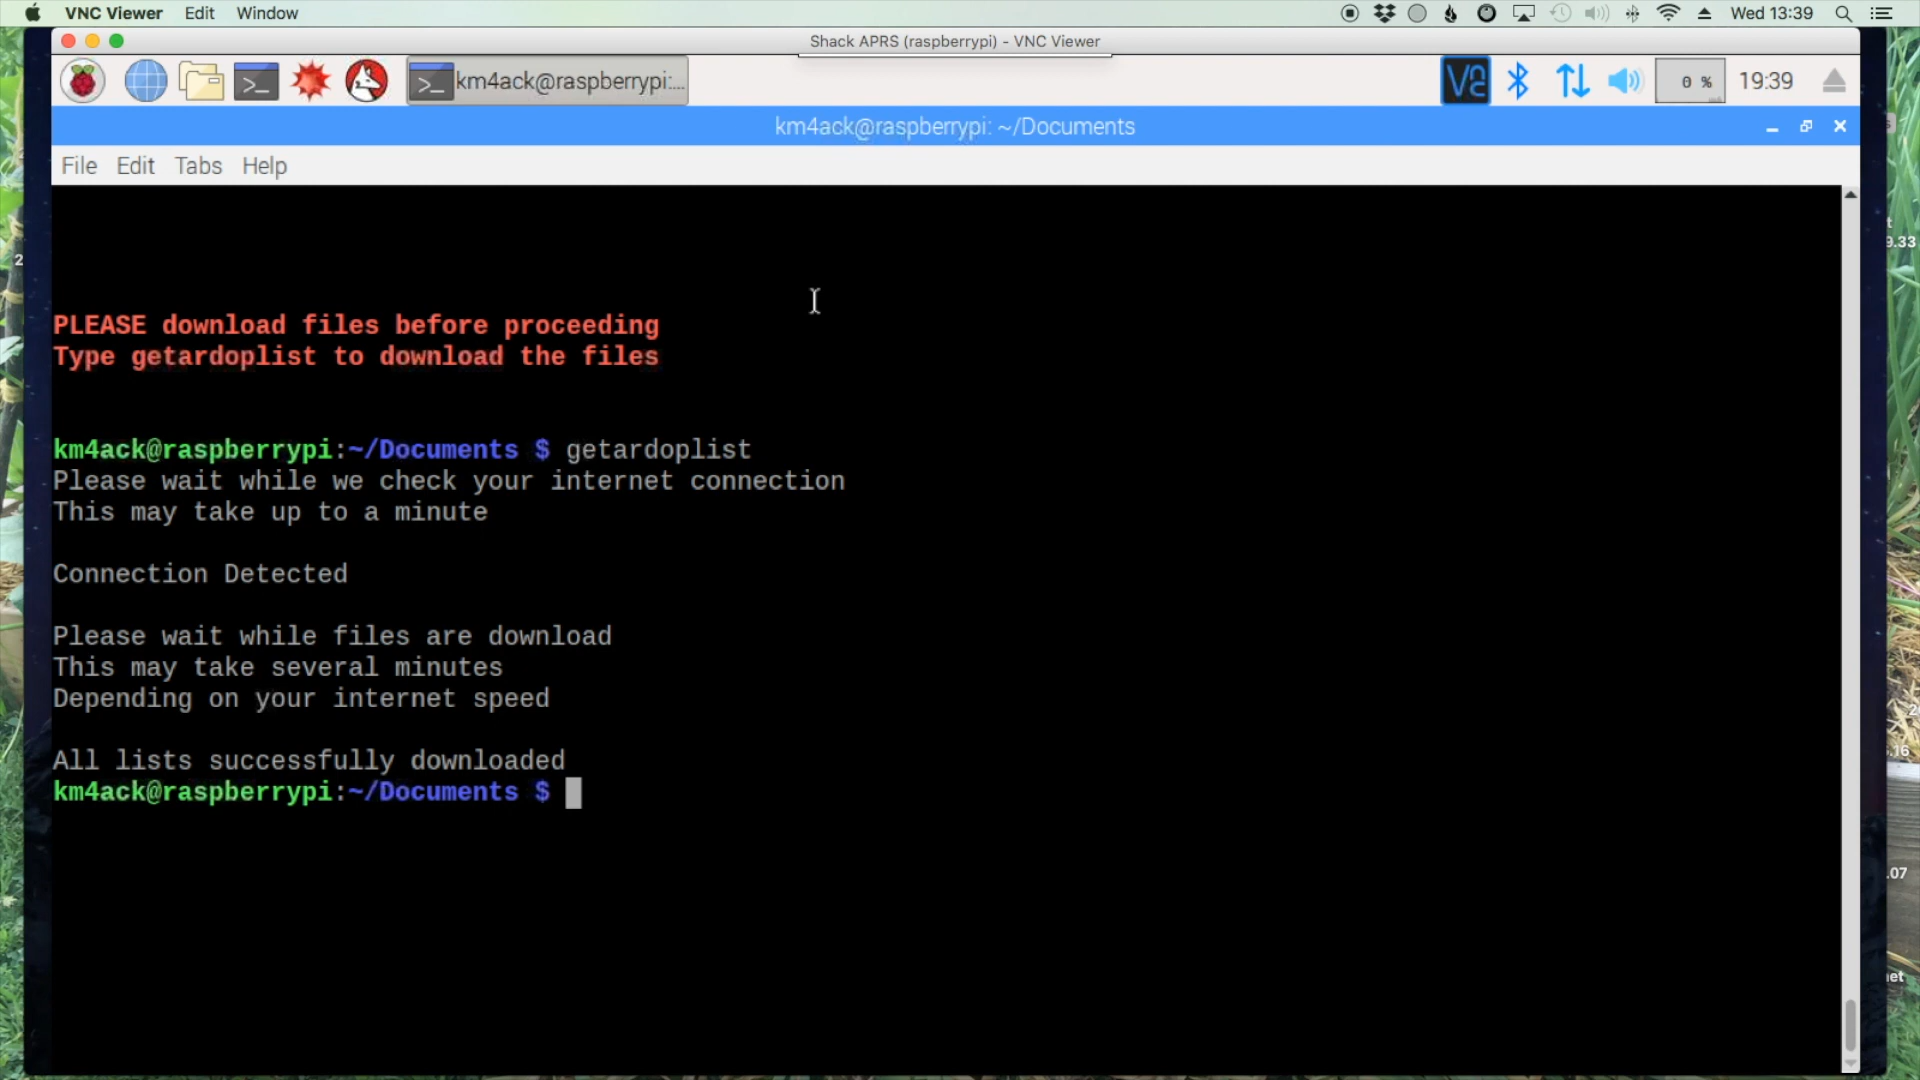 VNC Viewer Edit Window Wed 13:39
Shack APRS (raspberrypi) - VNC Viewer
km4ack@raspberrypi:... 0 % 19:39
km4ack@raspberrypi: ~/Documents
File Edit Tabs Help
PLEASE download files before proceeding
Type getardoplist to download the files
km4ack@raspberrypi:~/Documents $ getardoplist
Please wait while we check your internet connection
This may take up to a minute
Connection Detected
Please wait while files are download
This may take several minutes
Depending on your internet speed
All lists successfully downloaded
km4ack@raspberrypi:~/Documents $